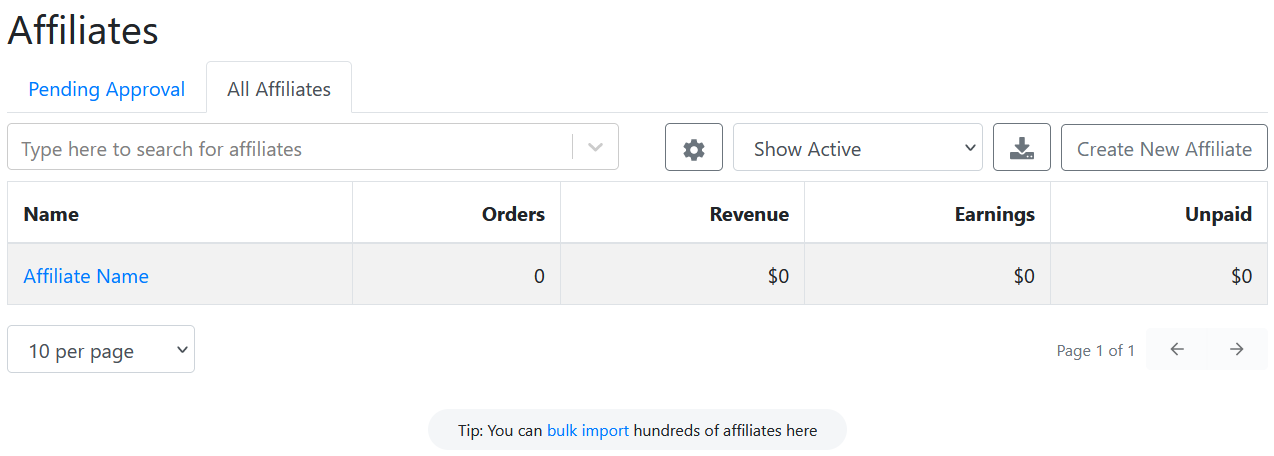 Affiliates
Pending Approval All Affiliates
Type here to search for affiliates Show Active Create New Affiliate
Name Orders Revenue Earnings Unpaid
Affiliate Name 0 $0 $0 $0
10 per page Page 1 of 1
Tip: You can bulk import hundreds of affiliates here